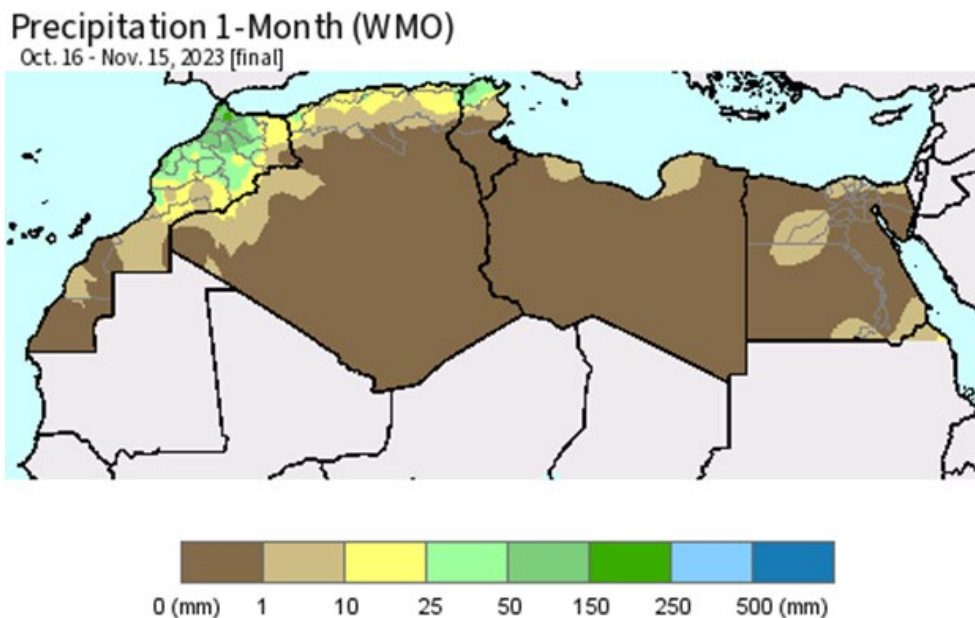 Precipitation 1-Month (WMO)
Oct. 16 - Nov. 15, 2023 [final]
0 (mm) 1 10 25 50 150 250 500 (mm)